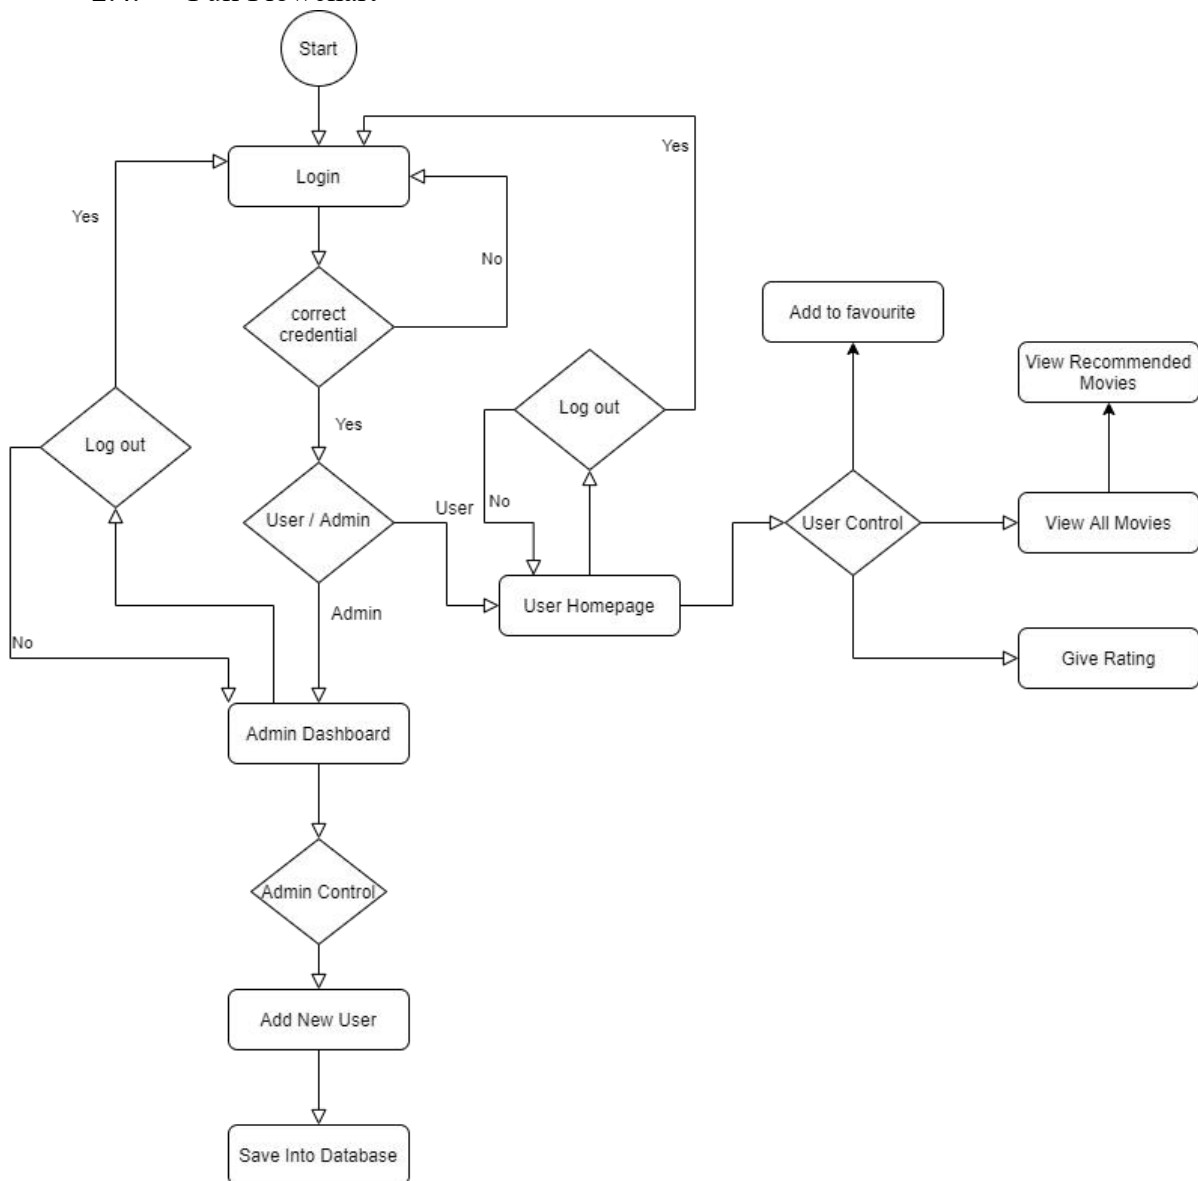 Start
Yes
Login
Yes
No
correct
credential
Add to favourite
View Recommended
Movies
Log out
Log out
Yes
User
No
User / Admin
User Control
View All Movies
User Homepage
Admin
No
Give Rating
Admin Dashboard
Admin Control
Add New User
Save Into Database